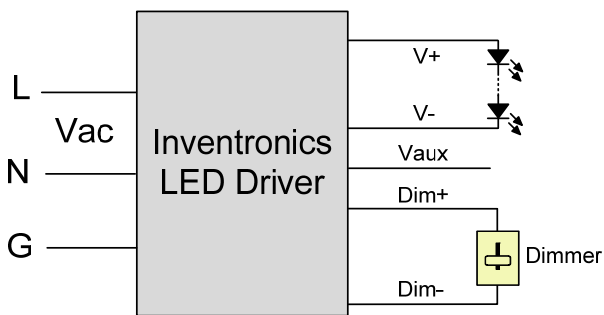 L
Vac
N
G
Inventronics
LED Driver
V+
V-
Vaux
Dim+
Dimmer
Dim-